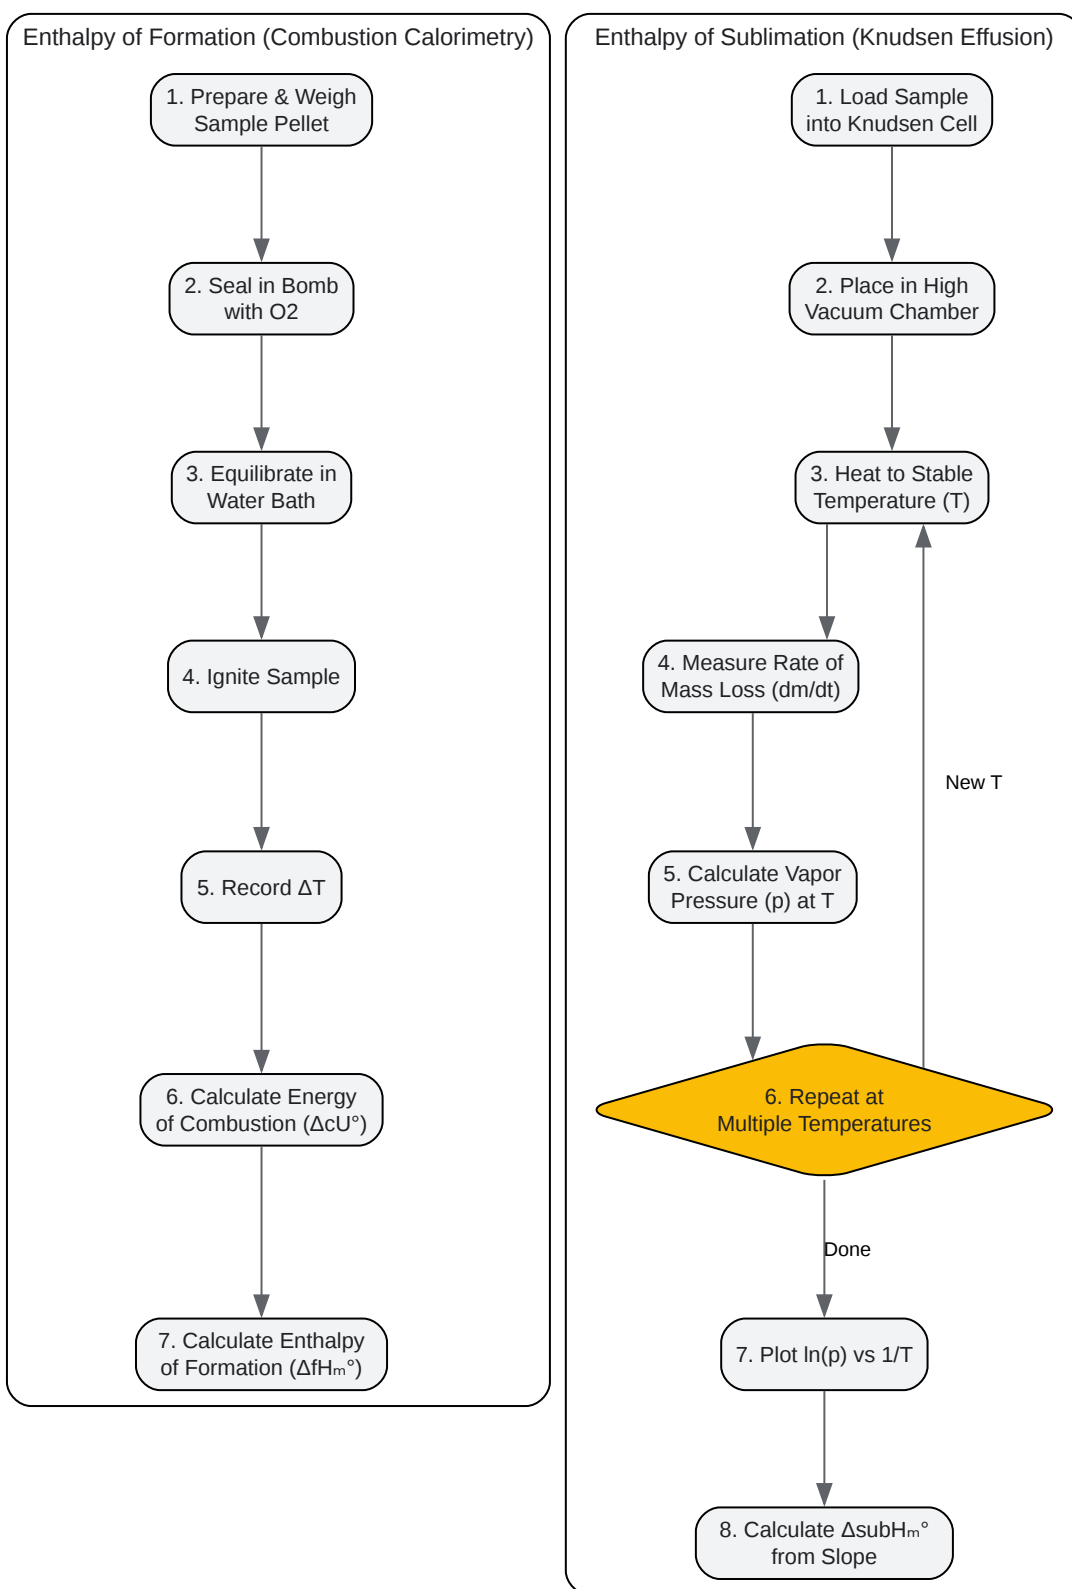 Enthalpy of Formation (Combustion Calorimetry)
1. Prepare & Weigh
Sample Pellet
2. Seal in Bomb
with O2
3. Equilibrate in
Water Bath
4. Ignite Sample
5. Record ΔT
6. Calculate Energy
of Combustion (ΔcU°)
7. Calculate Enthalpy
of Formation (ΔfHₘ°)
Enthalpy of Sublimation (Knudsen Effusion)
1. Load Sample
into Knudsen Cell
2. Place in High
Vacuum Chamber
3. Heat to Stable
Temperature (T)
4. Measure Rate of
Mass Loss (dm/dt)
New T
5. Calculate Vapor
Pressure (p) at T
6. Repeat at
Multiple Temperatures
Done
7. Plot ln(p) vs 1/T
8. Calculate ΔsubHₘ°
from Slope